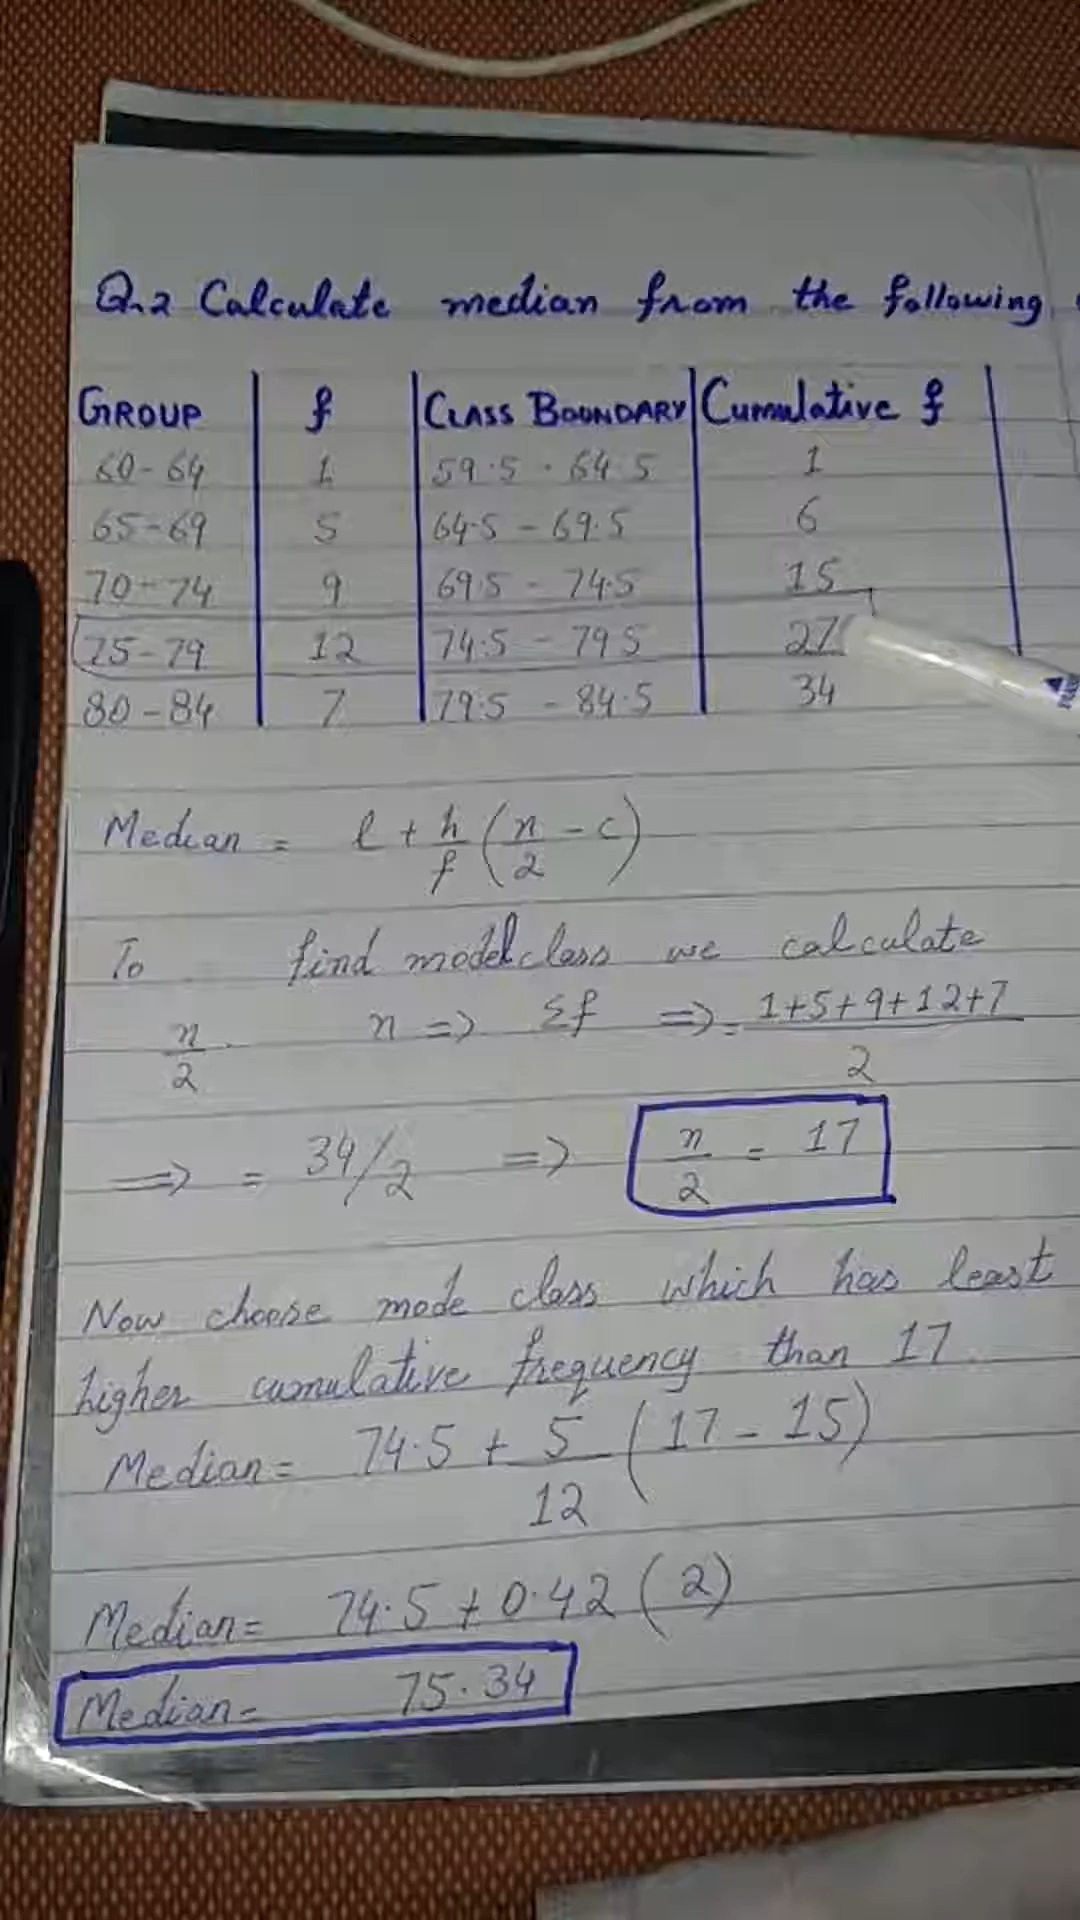 Q.2 Calculate median from the following
GROUP f CLASS BOUNDARY Cumulative f
60-64 1 59.5 - 64.5 1
65-69 5 64.5 - 69.5 6
70-74 9 69.5 - 74.5 15
75-79 12 74.5 - 79.5 27
80-84 7 79.5 - 84.5 34
Median = l + h/f (n/2 - c)
To find model class we calculate
n/2 n => Σf =>= 1+5+9+12+7 / 2
=> = 34/2 => n/2 = 17
Now choose mode class which has least
higher cumulative frequency than 17
Median = 74.5 + 5/12 (17 - 15)
Median = 74.5 + 0.42 (2)
Median = 75.34